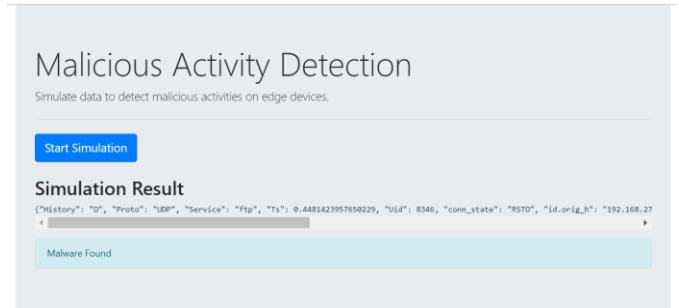 Malicious Activity Detection
Simulate data to detect malicious activities on edge devices.
Start Simulation
Simulation Result
{"History": "D", "Proto": "UDP", "Service": "ftp", "Ts": 0.4481423957650229, "Uid": 8346, "conn_state": "RSTO", "id.orig_h": "192.168.27
Malware Found